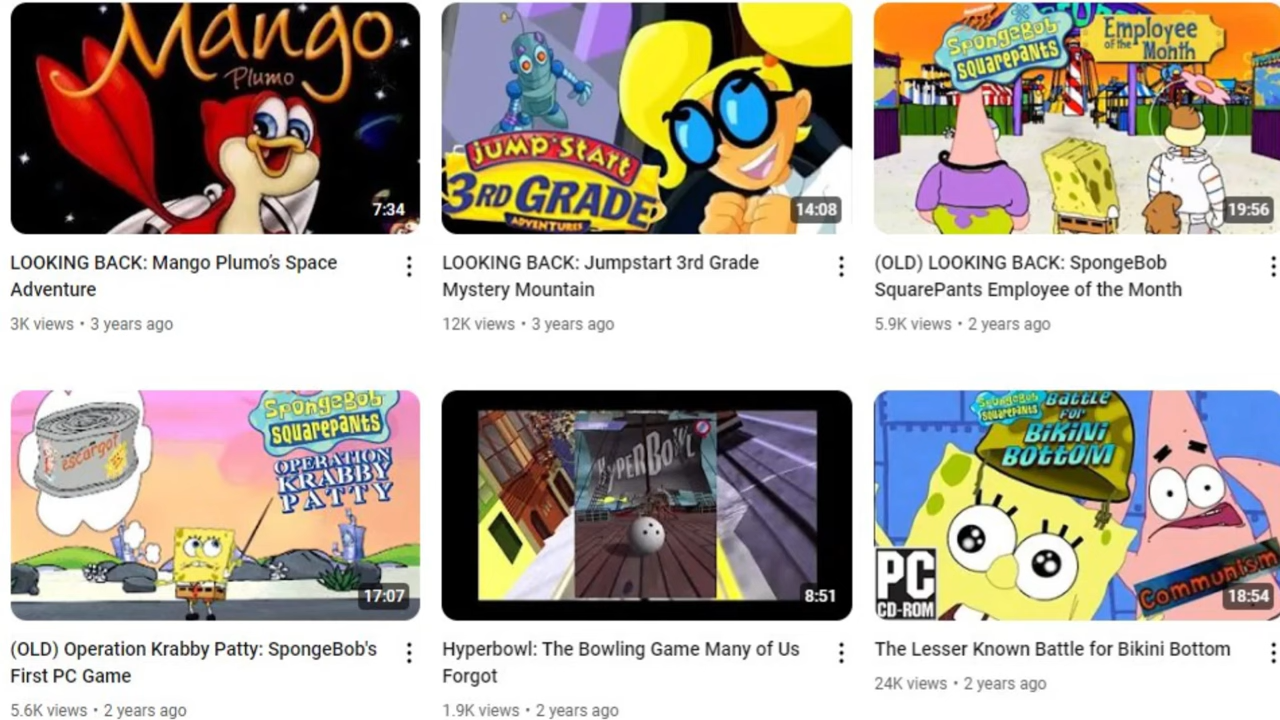 Mango
Plumo
7:34
LOOKING BACK: Mango Plumo’s Space
Adventure
3K views • 3 years ago
JUMPSTART
3RD GRADE
ADVENTURES
14:08
LOOKING BACK: Jumpstart 3rd Grade
Mystery Mountain
12K views • 3 years ago
SpongeBob
SQUAREPANTS
Employee
of the
Month
19:56
(OLD) LOOKING BACK: SpongeBob
SquarePants Employee of the Month
5.9K views • 2 years ago
escargot
SpongeBob
SQUAREPANTS
OPERATION
KRABBY
PATTY
17:07
(OLD) Operation Krabby Patty: SpongeBob's
First PC Game
5.6K views • 2 years ago
HYPERBOWL
8:51
Hyperbowl: The Bowling Game Many of Us
Forgot
1.9K views • 2 years ago
SpongeBob
SQUAREPANTS
BATTLE
FOR
BIKINI
BOTTOM
PC
CD-ROM
Communism
18:54
The Lesser Known Battle for Bikini Bottom
24K views • 2 years ago